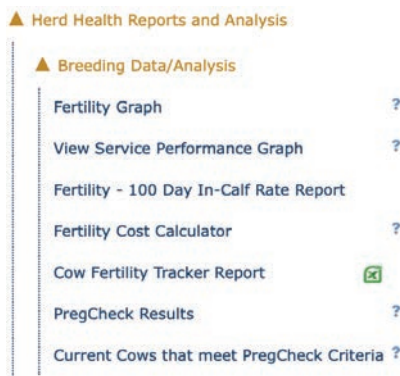 ▲ Herd Health Reports and Analysis
▲ Breeding Data/Analysis
Fertility Graph ?
View Service Performance Graph ?
Fertility - 100 Day In-Calf Rate Report
Fertility Cost Calculator ?
Cow Fertility Tracker Report
PregCheck Results ?
Current Cows that meet PregCheck Criteria ?